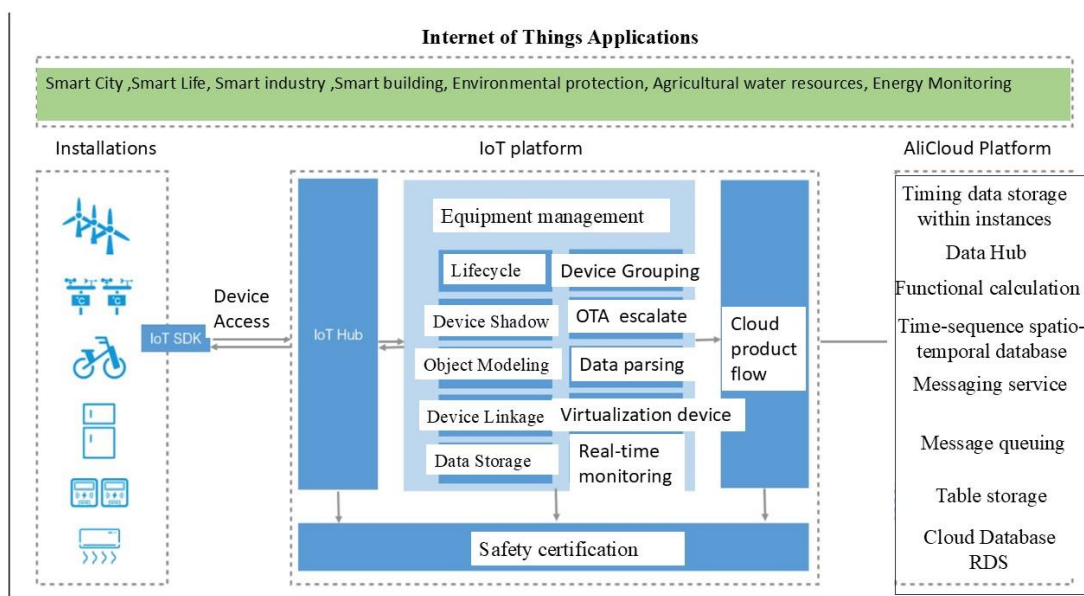 Internet of Things Applications
Smart City ,Smart Life, Smart industry ,Smart building, Environmental protection, Agricultural water resources, Energy Monitoring
Installations
IoT platform
AliCloud Platform
°C
°C
IoT SDK
Device
Access
IoT Hub
Equipment management
Lifecycle
Device Grouping
Device Shadow
OTA escalate
Object Modeling
Data parsing
Device Linkage
Virtualization device
Data Storage
Real-time
monitoring
Cloud
product
flow
Safety certification
Timing data storage
within instances
Data Hub
Functional calculation
Time-sequence spatio-
temporal database
Messaging service
Message queuing
Table storage
Cloud Database
RDS